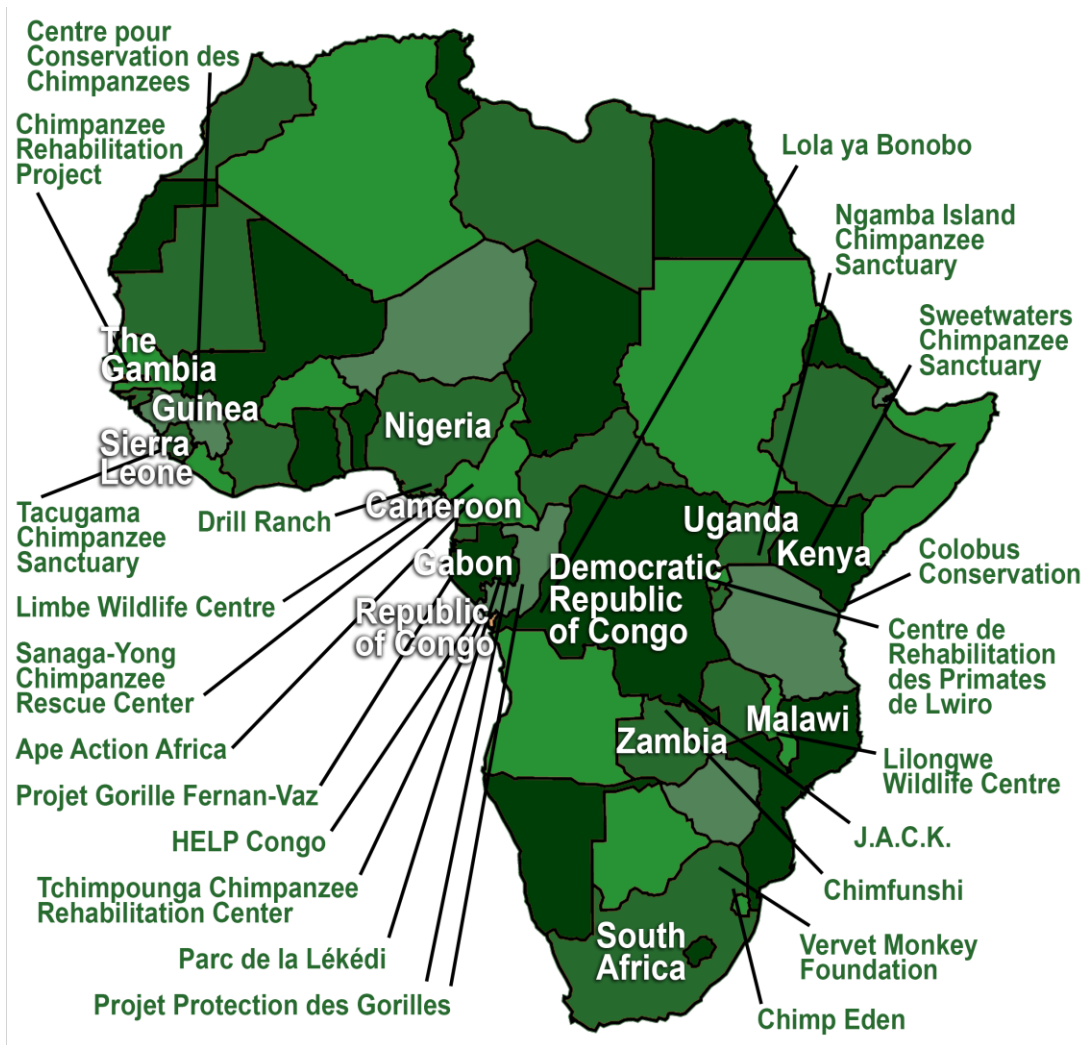 Centre pour
Conservation des
Chimpanzees
Chimpanzee
Rehabilitation
Project
Lola ya Bonobo
Ngamba Island
Chimpanzee
Sanctuary
Sweetwaters
Chimpanzee
Sanctuary
The
Gambia
Guinea
Sierra
Leone
Nigeria
Cameroon
Gabon
Republic
of Congo
Democratic
Republic
of Congo
Uganda
Kenya
Malawi
Zambia
South
Africa
Tacugama
Chimpanzee
Sanctuary
Drill Ranch
Limbe Wildlife Centre
Sanaga-Yong
Chimpanzee
Rescue Center
Ape Action Africa
Projet Gorille Fernan-Vaz
HELP Congo
Tchimpounga Chimpanzee
Rehabilitation Center
Parc de la Lékédi
Projet Protection des Gorilles
Colobus
Conservation
Centre de
Rehabilitation
des Primates
de Lwiro
Lilongwe
Wildlife Centre
J.A.C.K.
Chimfunshi
Vervet Monkey
Foundation
Chimp Eden